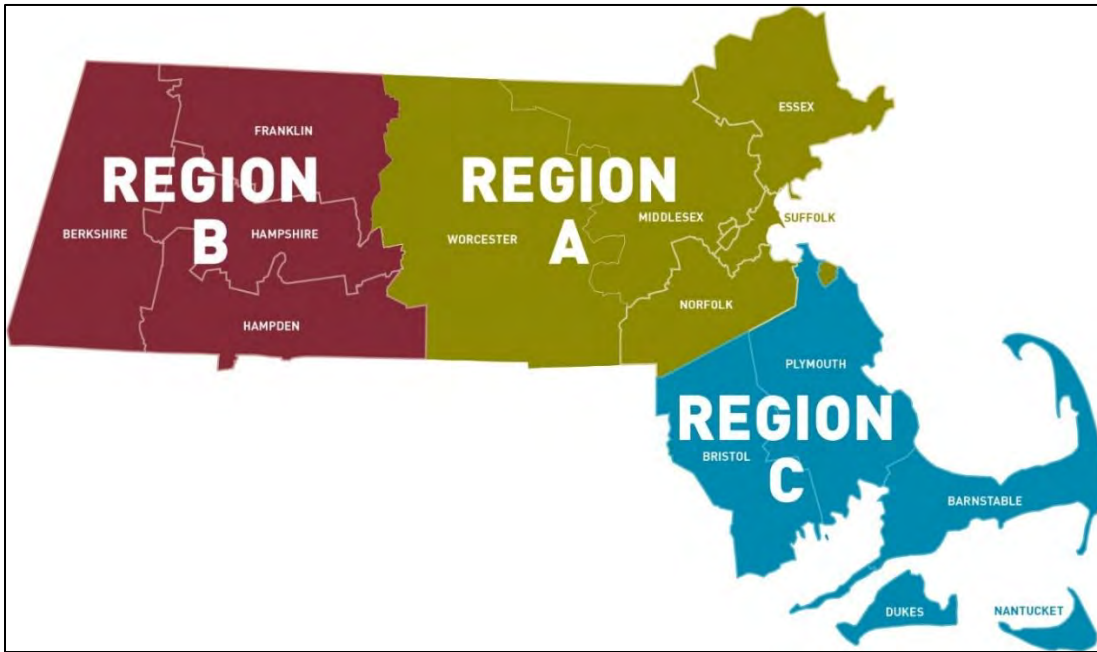 FRANKLIN
REGION
B
BERKSHIRE
HAMPSHIRE
HAMPDEN
REGION
A
ESSEX
MIDDLESEX
SUFFOLK
WORCESTER
NORFOLK
PLYMOUTH
REGION
C
BRISTOL
BARNSTABLE
DUKES
NANTUCKET